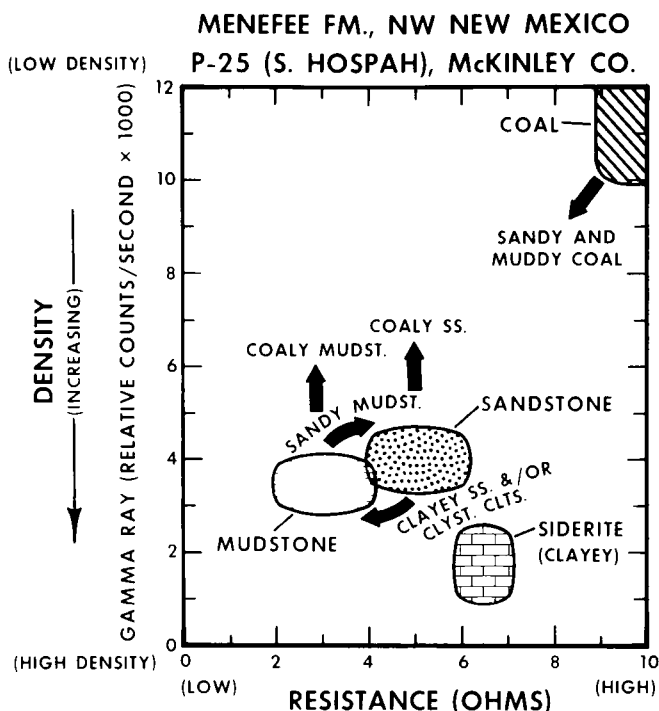 MENEFEE FM., NW NEW MEXICO
(LOW DENSITY)
P-25 (S. HOSPAH), McKINLEY CO.
12
10
8
6
4
2
0
GAMMA RAY (RELATIVE COUNTS/SECOND × 1000)
DENSITY
(INCREASING)
COAL
SANDY AND
MUDDY COAL
COALY SS.
COALY MUDST.
SANDY MUDST.
SANDSTONE
CLAYEY SS. &/OR
CLYST. CLTS.
MUDSTONE
SIDERITE
(CLAYEY)
(HIGH DENSITY)
0 2 4 6 8 10
(LOW)
(HIGH)
RESISTANCE (OHMS)